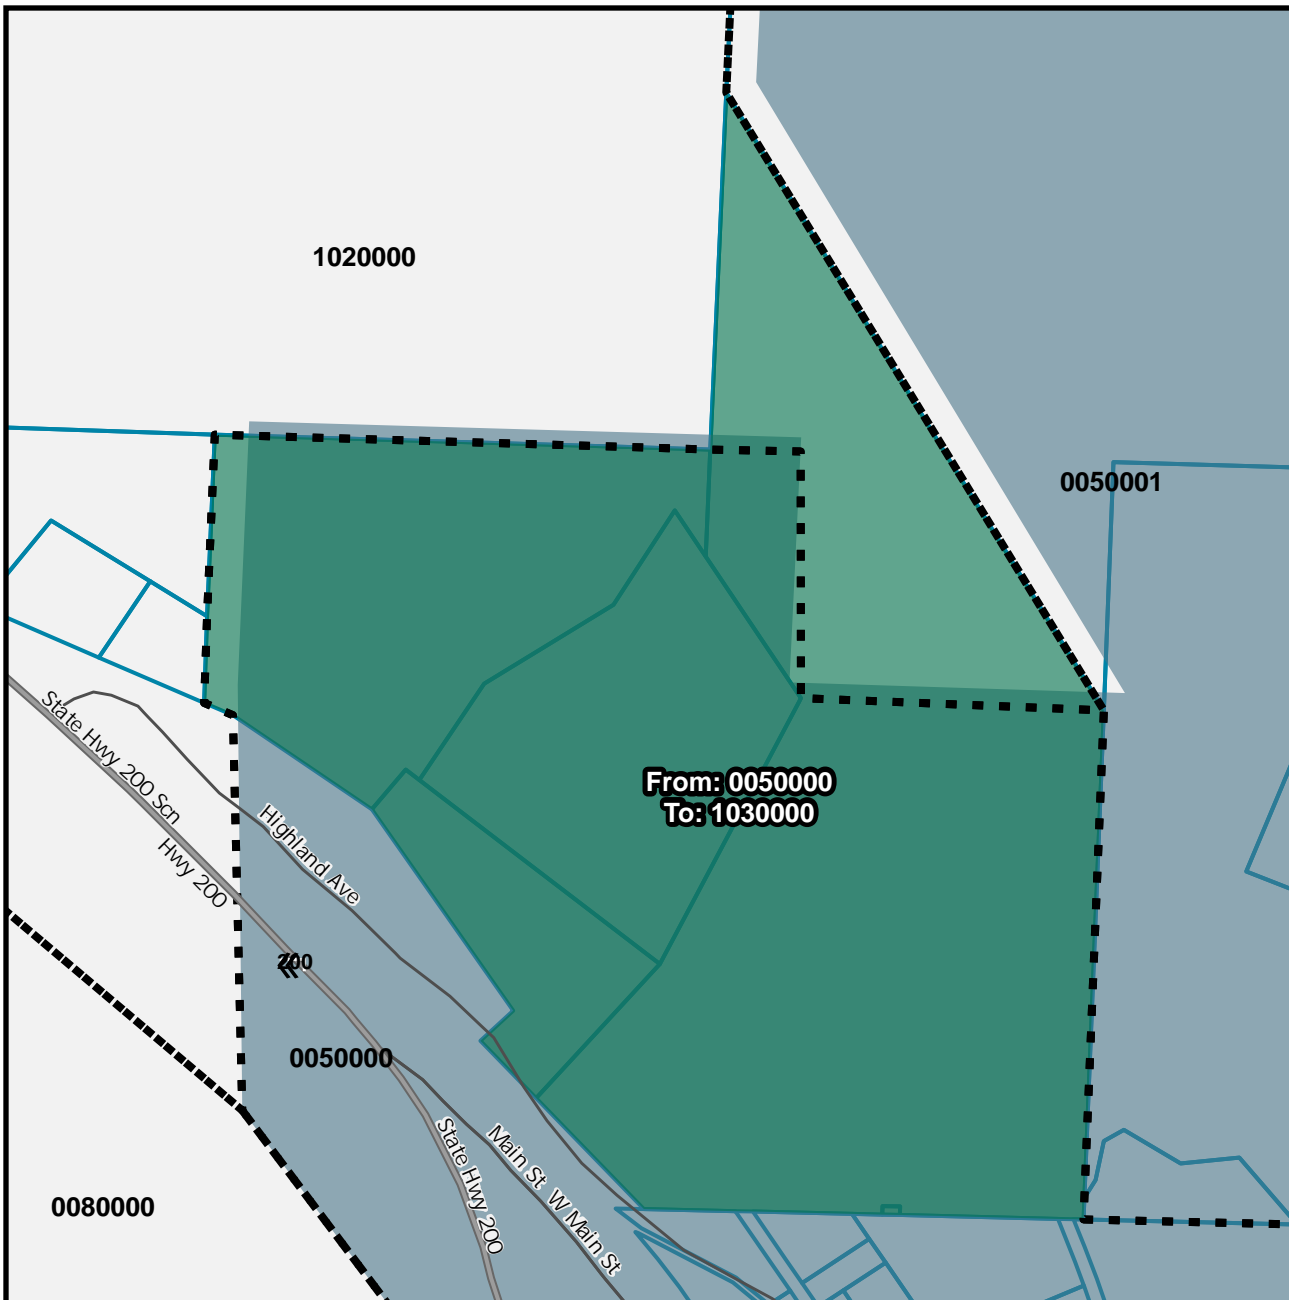 1020000
0050001
State Hwy 200 Scn
Hwy 200
Highland Ave
From: 0050000
To: 1030000
200
0050000
State Hwy 200
Main St W Main St
0080000